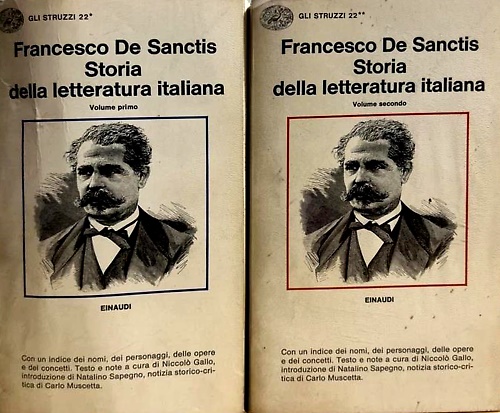 GLI STRUZZI 22*
Francesco De Sanctis
Storia
della letteratura italiana
Volume primo
EINAUDI
Con un indice dei nomi, dei personaggi, delle opere
e dei concetti. Testo e note a cura di Niccolò Gallo,
introduzione di Natalino Sapegno, notizia storico-cri-
tica di Carlo Muscetta.
GLI STRUZZI 22**
Francesco De Sanctis
Storia
della letteratura italiana
Volume secondo
EINAUDI
Con un indice dei nomi, dei personaggi, delle opere
e dei concetti. Testo e note a cura di Niccolò Gallo,
introduzione di Natalino Sapegno, notizia storico-cri-
tica di Carlo Muscetta.